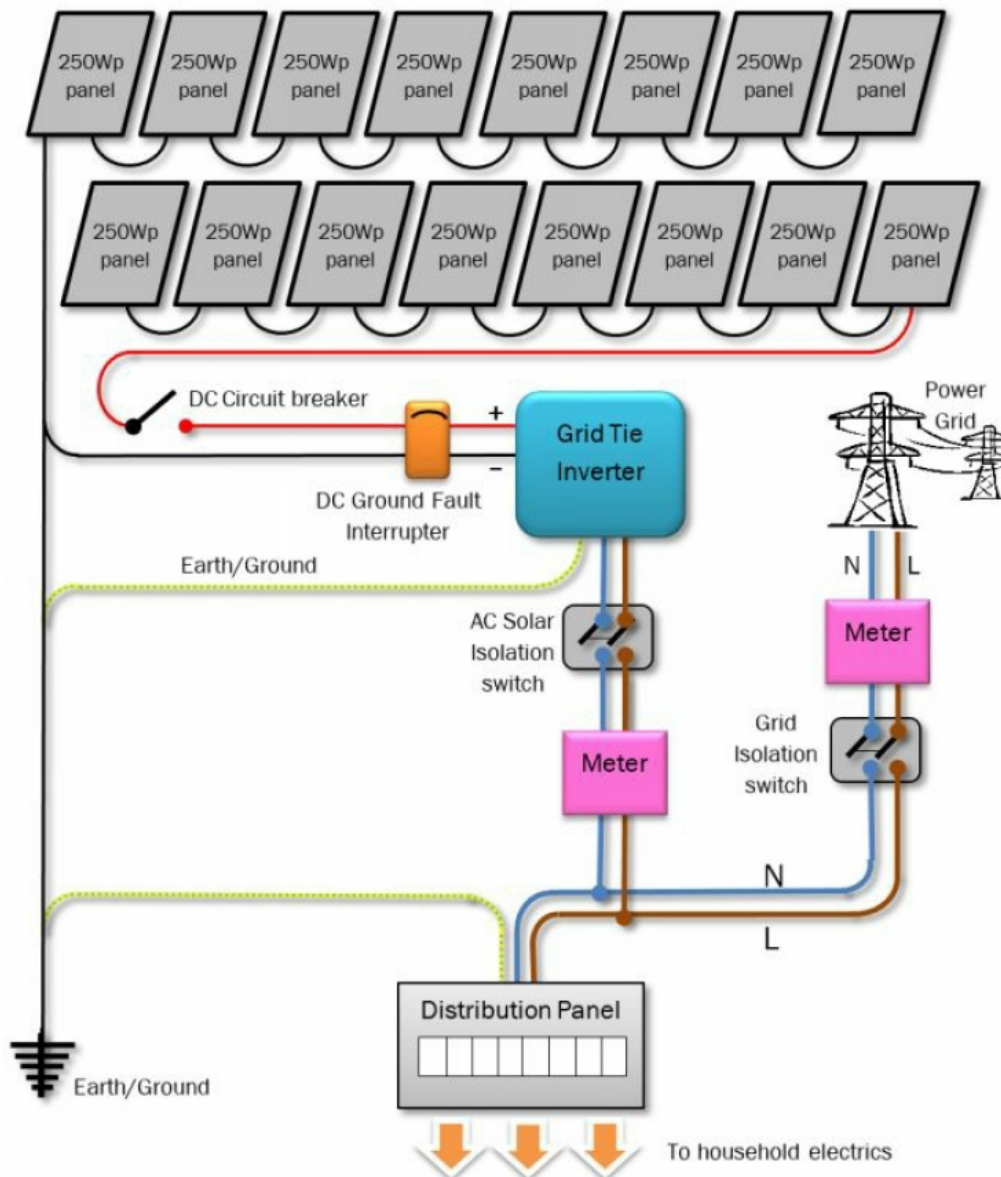 250Wp
panel
250Wp
panel
250Wp
panel
250Wp
panel
250Wp
panel
250Wp
panel
250Wp
panel
250Wp
panel
250Wp
panel
250Wp
panel
250Wp
panel
250Wp
panel
250Wp
panel
250Wp
panel
250Wp
panel
250Wp
panel
DC Circuit breaker
+
−
Grid Tie
Inverter
Power
Grid
DC Ground Fault
Interrupter
Earth/Ground
N
L
AC Solar
Isolation
switch
Meter
Grid
Isolation
switch
Meter
N
L
Distribution Panel
Earth/Ground
To household electrics